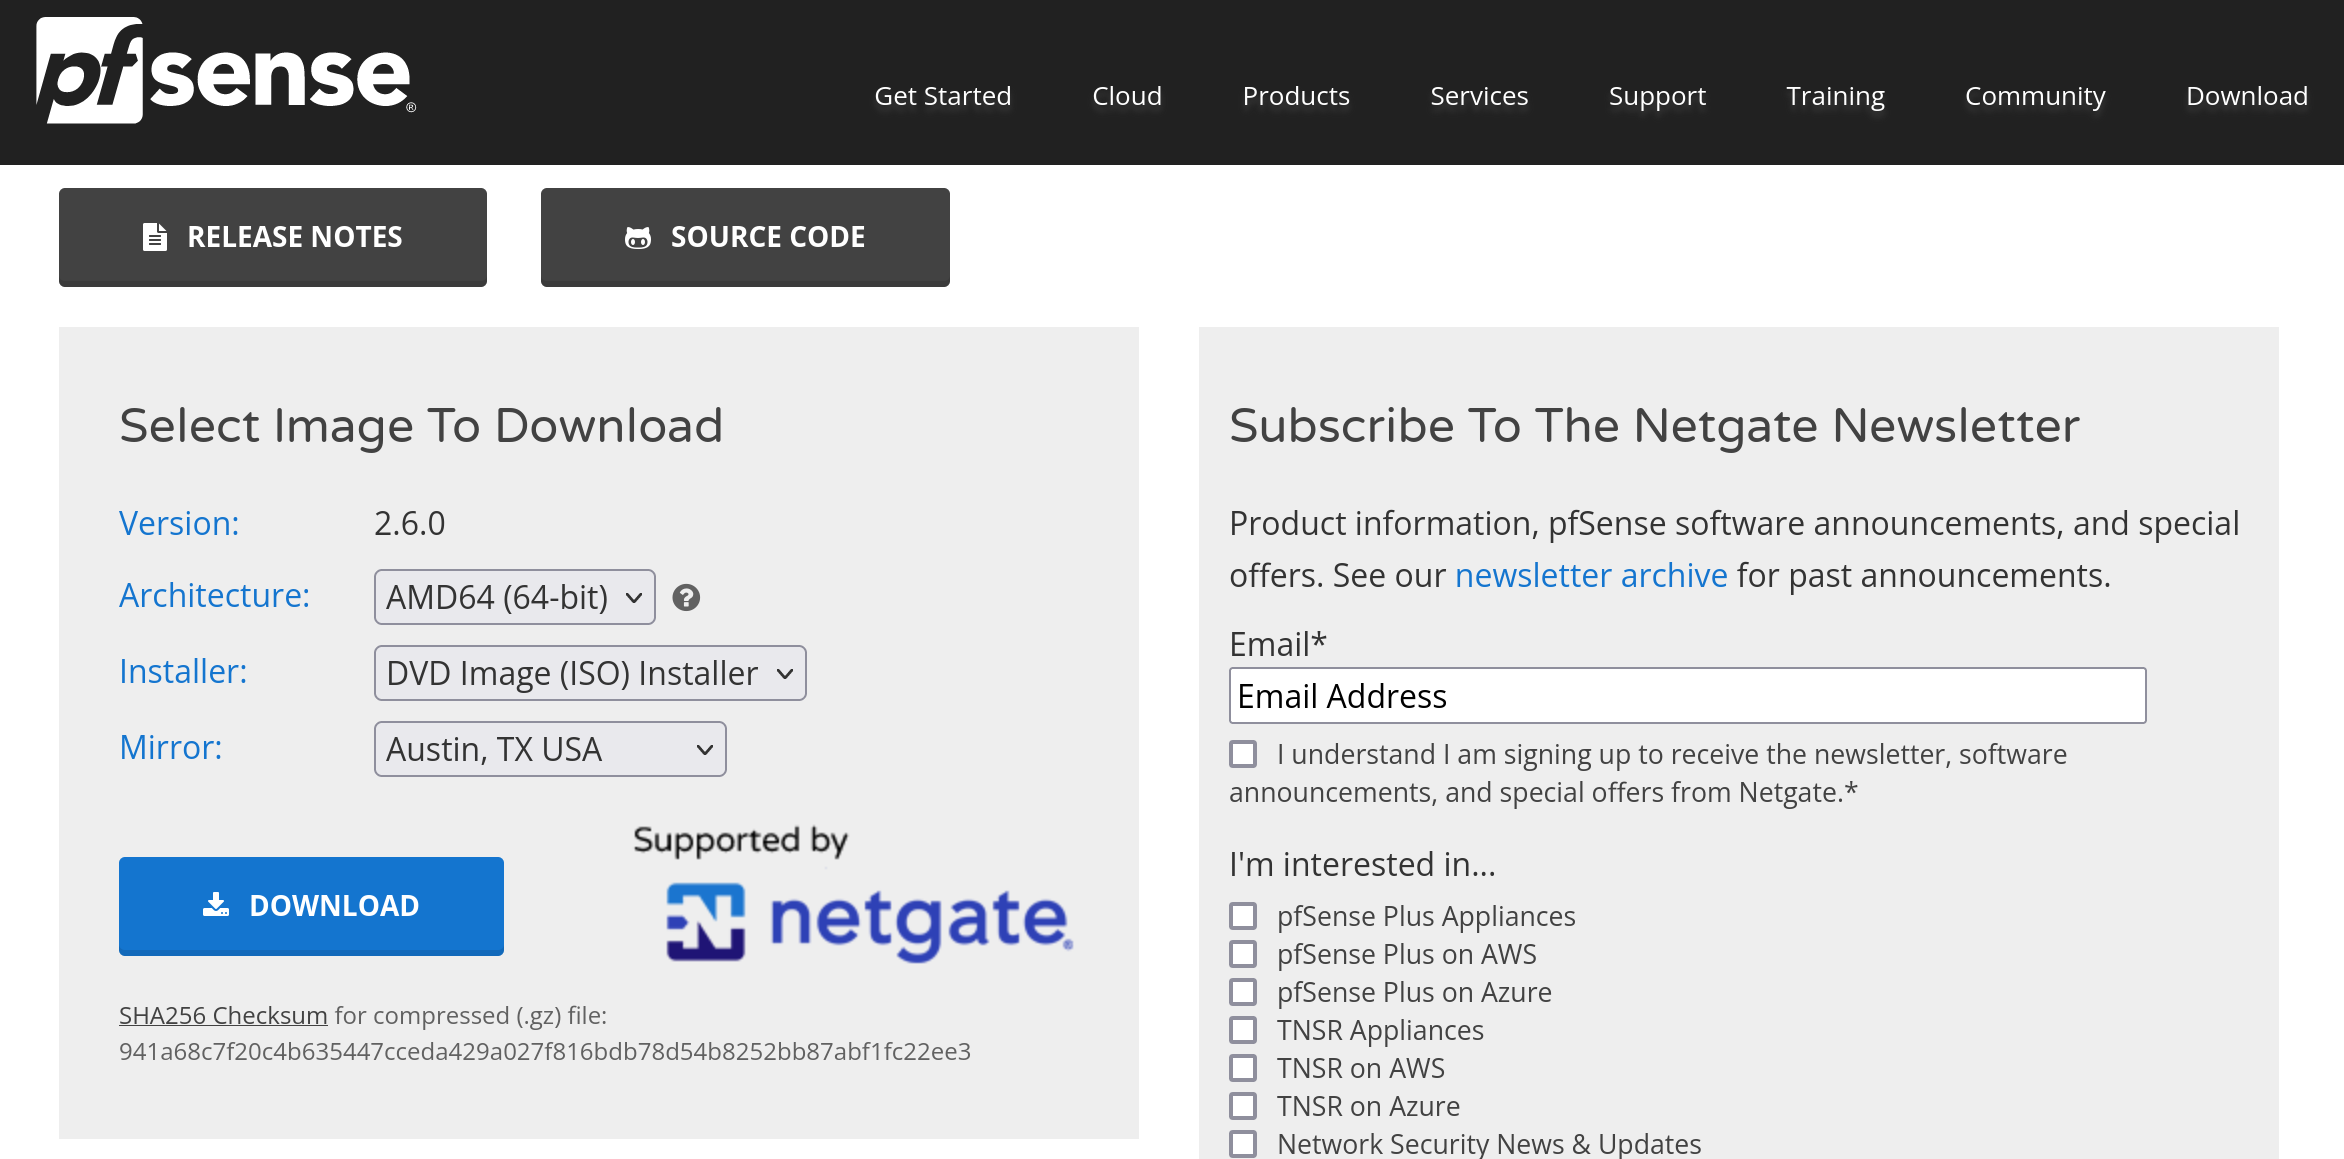 pfsense®
Get Started Cloud Products Services Support Training Community Download
RELEASE NOTES SOURCE CODE
Select Image To Download
Version: 2.6.0
Architecture: AMD64 (64-bit) ?
Installer: DVD Image (ISO) Installer
Mirror: Austin, TX USA
DOWNLOAD
Supported by
netgate®
SHA256 Checksum for compressed (.gz) file:
941a68c7f20c4b635447cceda429a027f816bdb78d54b8252bb87abf1fc22ee3
Subscribe To The Netgate Newsletter
Product information, pfSense software announcements, and special
offers. See our newsletter archive for past announcements.
Email*
Email Address
I understand I am signing up to receive the newsletter, software
announcements, and special offers from Netgate.*
I'm interested in...
pfSense Plus Appliances
pfSense Plus on AWS
pfSense Plus on Azure
TNSR Appliances
TNSR on AWS
TNSR on Azure
Network Security News & Updates